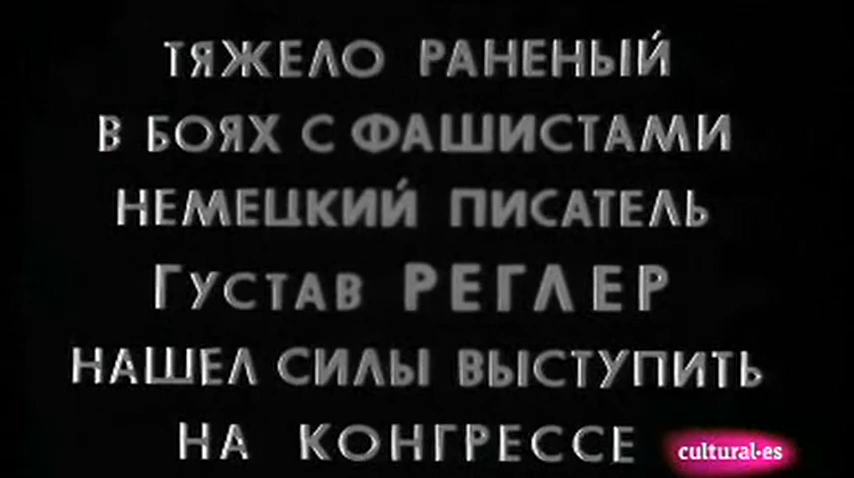 ТЯЖЕЛО РАНЕНЫЙ
В БОЯХ С ФАШИСТАМИ
НЕМЕЦКИЙ ПИСАТЕЛЬ
ГУСТАВ РЕГЛЕР
НАШЕЛ СИЛЫ ВЫСТУПИТЬ
НА КОНГРЕССЕ
cultural·es